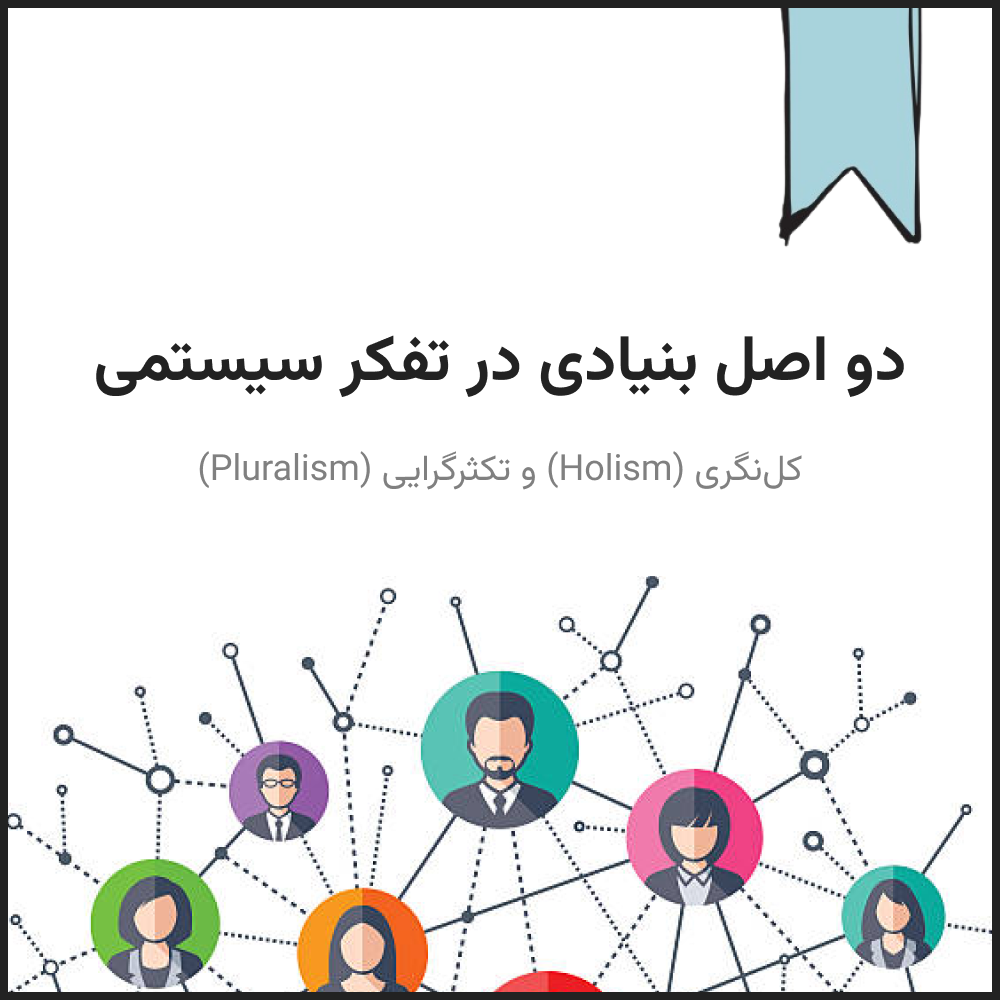 دو اصل بنیادی در تفکر سیستمی
کل‌نگری (Holism) و تکثرگرایی (Pluralism)